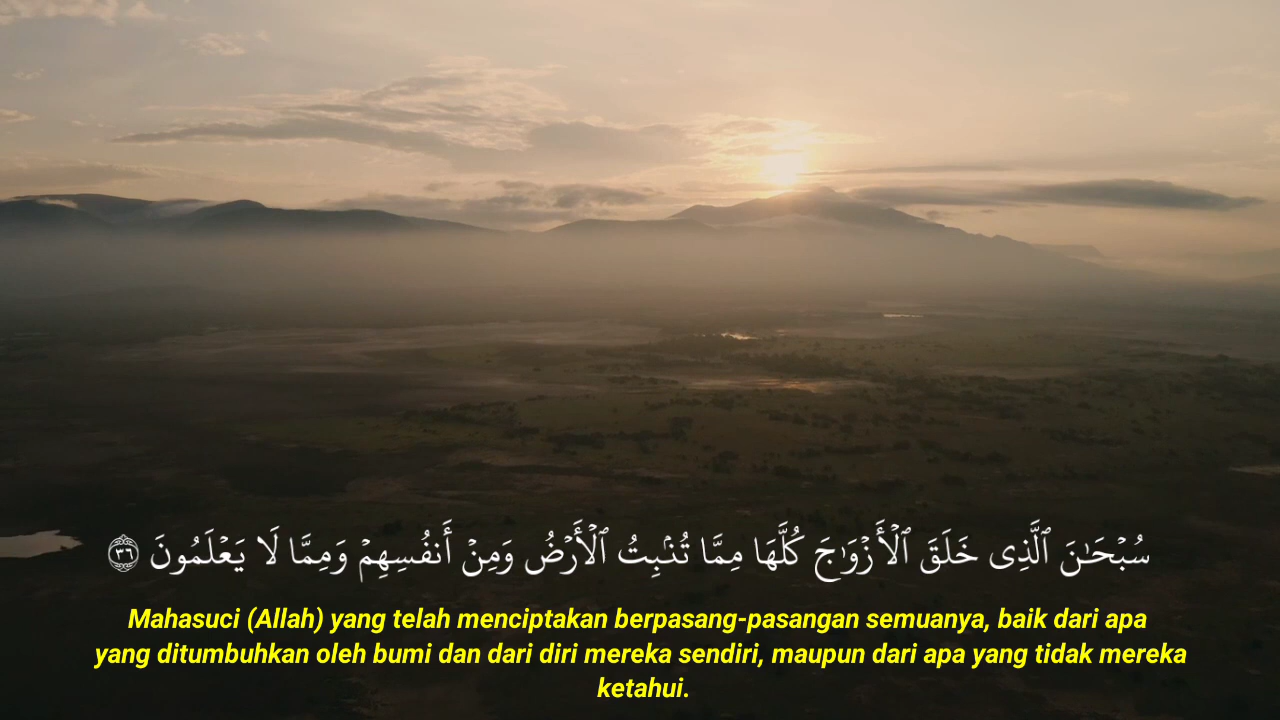 سُبْحَـٰنَ ٱلَّذِى خَلَقَ ٱلْأَزْوَٰجَ كُلَّهَا مِمَّا تُنۢبِتُ ٱلْأَرْضُ وَمِنْ أَنفُسِهِمْ وَمِمَّا لَا يَعْلَمُونَ ٣٦
Mahasuci (Allah) yang telah menciptakan berpasang-pasangan semuanya, baik dari apa
yang ditumbuhkan oleh bumi dan dari diri mereka sendiri, maupun dari apa yang tidak mereka
ketahui.